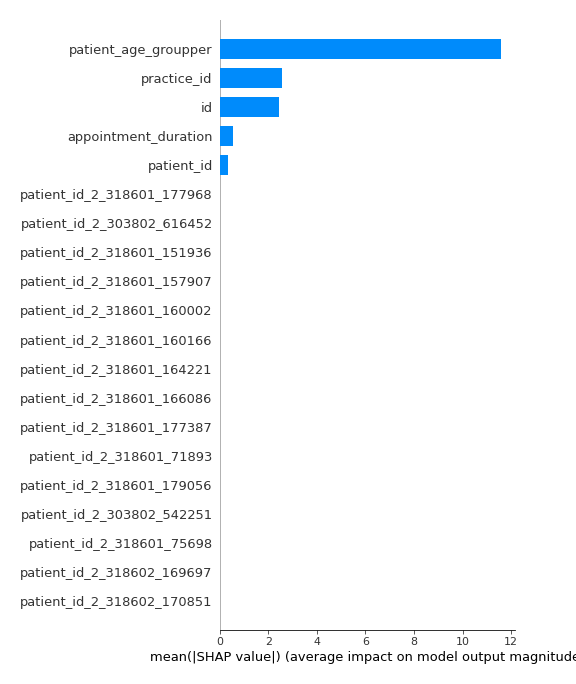 patient_age_groupper
practice_id
id
appointment_duration
patient_id
patient_id_2_318601_177968
patient_id_2_303802_616452
patient_id_2_318601_151936
patient_id_2_318601_157907
patient_id_2_318601_160002
patient_id_2_318601_160166
patient_id_2_318601_164221
patient_id_2_318601_166086
patient_id_2_318601_177387
patient_id_2_318601_71893
patient_id_2_318601_179056
patient_id_2_303802_542251
patient_id_2_318601_75698
patient_id_2_318602_169697
patient_id_2_318602_170851
0 2 4 6 8 10 12
mean(|SHAP value|) (average impact on model output magnitude